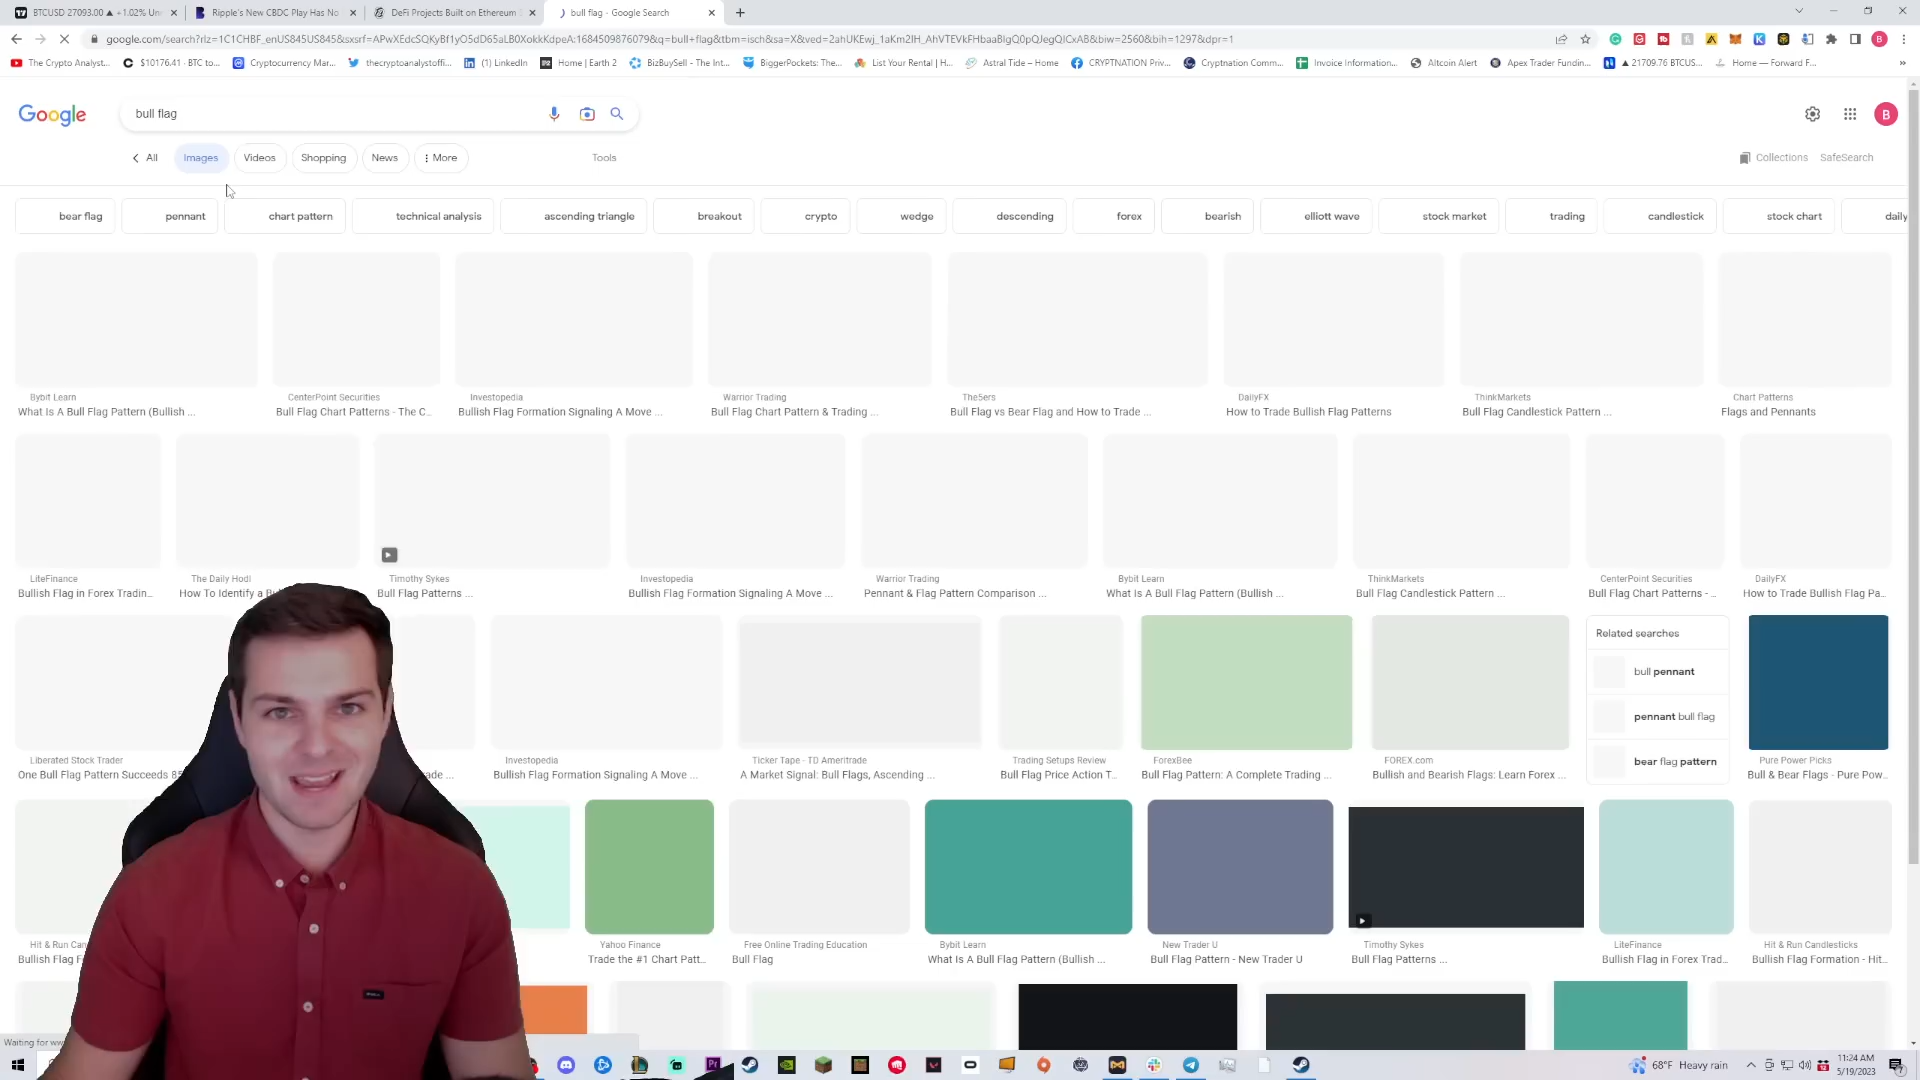 BTCUSD 27093.00 ▲ +1.02% Un
Ripple's New CBDC Play Has No
DeFi Projects Built on Ethereum
bull flag - Google Search
google.com/search?rlz=1C1CHBF_enUS845US845&sxsrf=APwXEdcSQKyBf1yO5dD65aLB0XokkKdpeA:1684509876079&q=bull+flag&tbm=isch&sa=X&ved=2ahUKEwj_1aKm2IH_AhVTEVkFHbaaBIgQ0pQJegQICxAB&biw=2560&bih=1297&dpr=1
The Crypto Analyst...
$10176.41 · BTC to...
Cryptocurrency Mar...
thecryptoanalystoffi...
(1) LinkedIn
Home | Earth 2
BizBuySell - The Int...
BiggerPockets: The...
List Your Rental | H...
Astral Tide – Home
CRYPTNATION Priv...
Cryptnation Comm...
Invoice Information...
Altcoin Alert
Apex Trader Fundin...
▲ 21709.76 BTCUS...
Home — Forward F...
Google
bull flag
B
All
Images
Videos
Shopping
News
More
Tools
Collections
SafeSearch
bear flag
pennant
chart pattern
technical analysis
ascending triangle
breakout
crypto
wedge
descending
forex
bearish
elliott wave
stock market
trading
candlestick
stock chart
daily
Bybit Learn
What Is A Bull Flag Pattern (Bullish ...
CenterPoint Securities
Bull Flag Chart Patterns - The C...
Investopedia
Bullish Flag Formation Signaling A Move ...
Warrior Trading
Bull Flag Chart Pattern & Trading ...
The5ers
Bull Flag vs Bear Flag and How to Trade ...
DailyFX
How to Trade Bullish Flag Patterns
ThinkMarkets
Bull Flag Candlestick Pattern ...
Chart Patterns
Flags and Pennants
LiteFinance
Bullish Flag in Forex Tradin...
The Daily Hodl
How To Identify a Bu
Timothy Sykes
Bull Flag Patterns ...
Investopedia
Bullish Flag Formation Signaling A Move ...
Warrior Trading
Pennant & Flag Pattern Comparison ...
Bybit Learn
What Is A Bull Flag Pattern (Bullish ...
ThinkMarkets
Bull Flag Candlestick Pattern ...
CenterPoint Securities
Bull Flag Chart Patterns - ...
DailyFX
How to Trade Bullish Flag Pa...
Related searches
bull pennant
pennant bull flag
bear flag pattern
Liberated Stock Trader
One Bull Flag Pattern Succeeds 85
ade ...
Investopedia
Bullish Flag Formation Signaling A Move ...
Ticker Tape - TD Ameritrade
A Market Signal: Bull Flags, Ascending ...
Trading Setups Review
Bull Flag Price Action T...
ForexBee
Bull Flag Pattern: A Complete Trading ...
FOREX.com
Bullish and Bearish Flags: Learn Forex ...
Pure Power Picks
Bull & Bear Flags - Pure Pow...
Hit & Run Can
Bullish Flag F
Yahoo Finance
Trade the #1 Chart Patt...
Free Online Trading Education
Bull Flag
Bybit Learn
What Is A Bull Flag Pattern (Bullish ...
New Trader U
Bull Flag Pattern - New Trader U
Timothy Sykes
Bull Flag Patterns ...
LiteFinance
Bullish Flag in Forex Trad...
Hit & Run Candlesticks
Bullish Flag Formation - Hit...
Waiting for ww
68°F Heavy rain
11:24 AM
5/19/2023